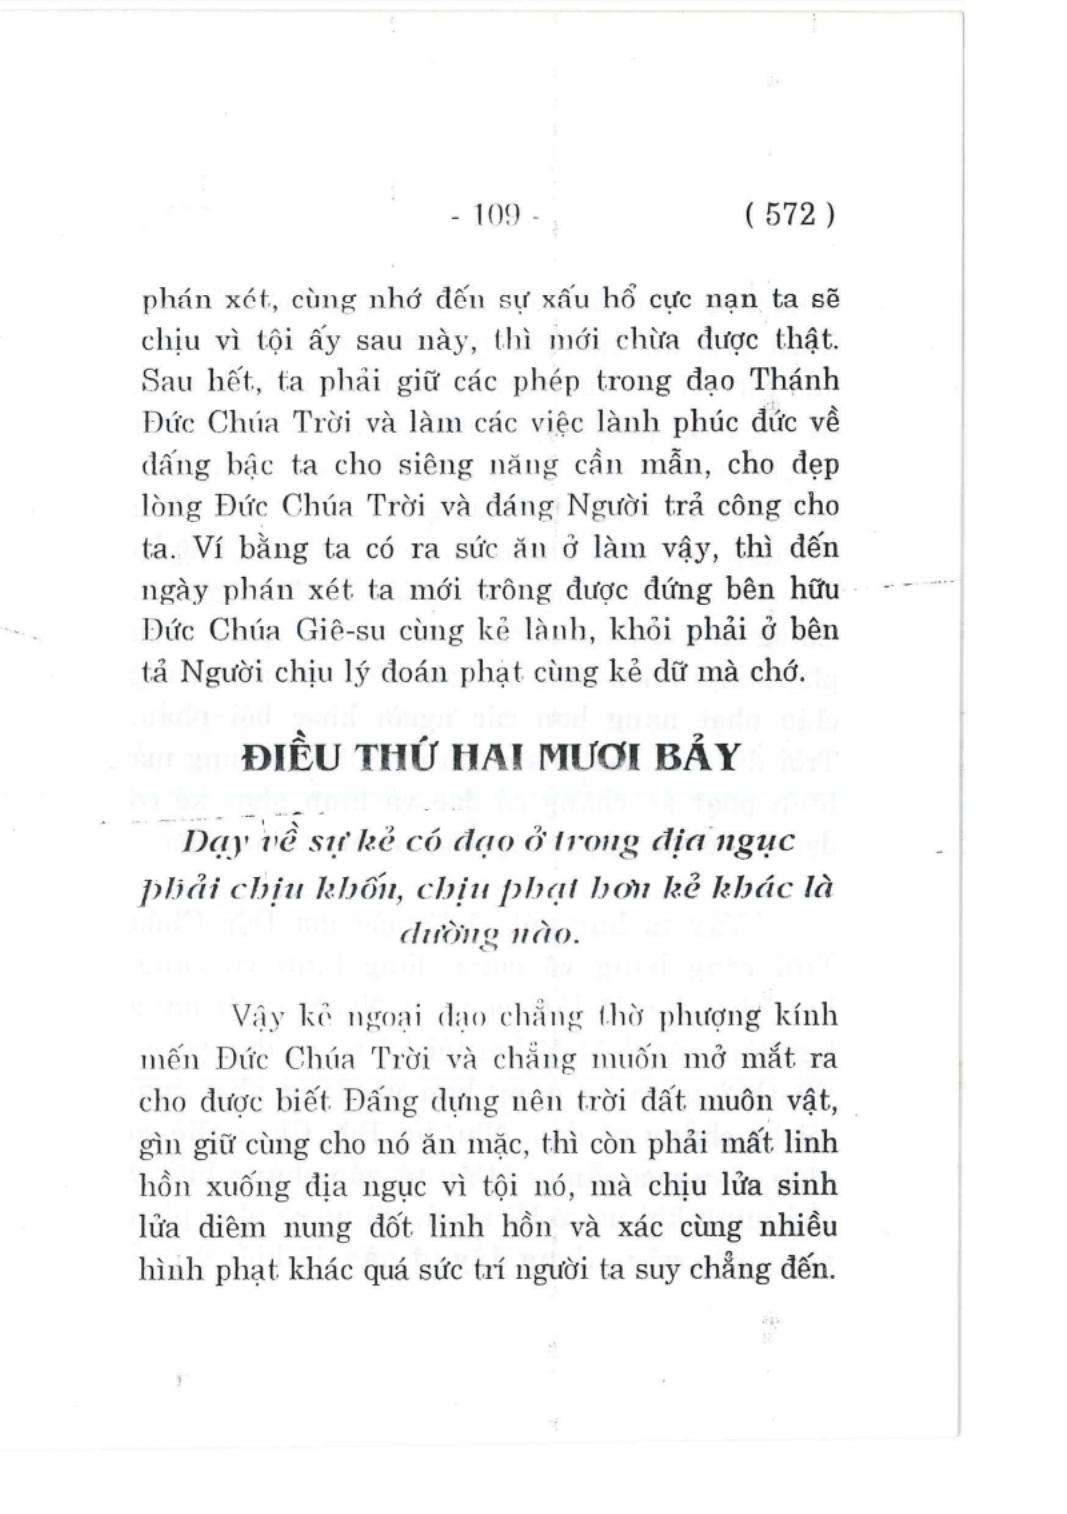 - 109 -
( 572 )
phán xét, cùng nhớ đến sự xấu hổ cực nạn ta sẽ
chịu vì tội ấy sau này, thì mới chừa được thật.
Sau hết, ta phải giữ các phép trong đạo Thánh
Đức Chúa Trời và làm các việc lành phúc đức về
đấng bậc ta cho siêng năng cần mẫn, cho đẹp
lòng Đức Chúa Trời và đáng Người trả công cho
ta. Ví bằng ta có ra sức ăn ở làm vậy, thì đến
ngày phán xét ta mới trông được đứng bên hữu
Đức Chúa Giê-su cùng kẻ lành, khỏi phải ở bên
tả Người chịu lý đoán phạt cùng kẻ dữ mà chớ.
ĐIỀU THỨ HAI MƯƠI BẢY
Dạy về sự kẻ có đạo ở trong địa ngục
phải chịu khốn, chịu phạt hơn kẻ khác là
dường nào.
Vậy kẻ ngoại đạo chẳng thờ phượng kính
mến Đức Chúa Trời và chẳng muốn mở mắt ra
cho được biết Đấng dựng nên trời đất muôn vật,
gìn giữ cùng cho nó ăn mặc, thì còn phải mất linh
hồn xuống địa ngục vì tội nó, mà chịu lửa sinh
lửa diêm nung đốt linh hồn và xác cùng nhiều
hình phạt khác quá sức trí người ta suy chẳng đến.